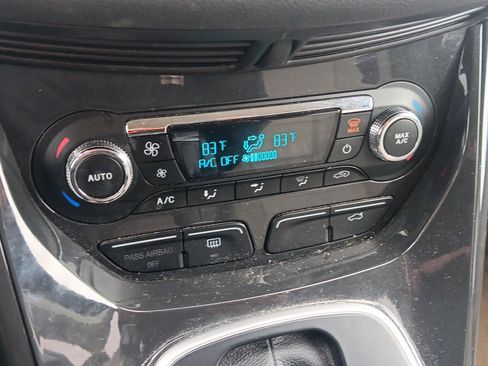 83°F 83°F
A/C OFF
MAX
AUTO
MAX
A/C
A/C
PASS AIRBAG
OFF